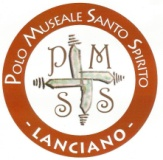 POLO MUSEALE SANTO SPIRITO
P M
S S
- LANCIANO -